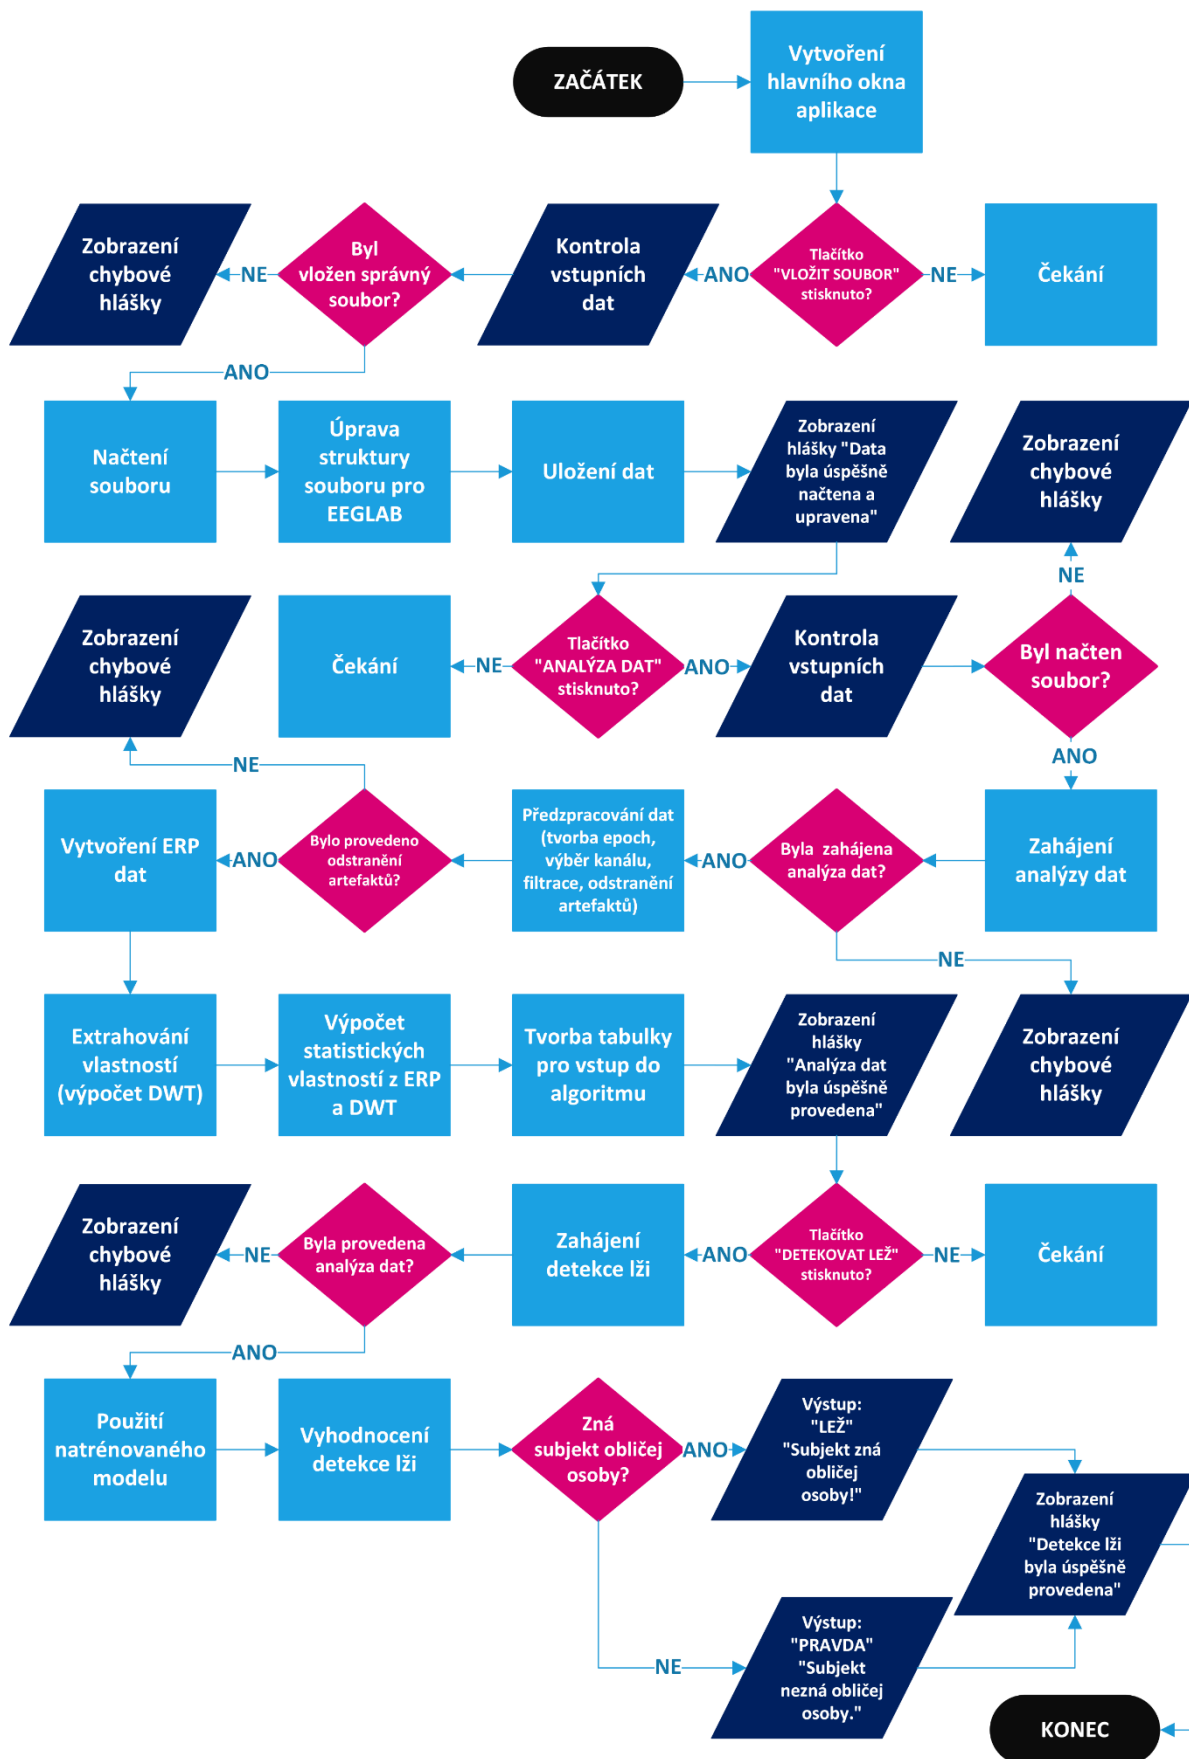 ZAČÁTEK
Vytvoření
hlavního okna
aplikace
Zobrazení
chybové
hlášky
NE
Byl
vložen správný
soubor?
Kontrola
vstupních
dat
ANO
Tlačítko
"VLOŽIT SOUBOR"
stisknuto?
NE
Čekání
ANO
Načtení
souboru
Úprava
struktury
souboru pro
EEGLAB
Uložení dat
Zobrazení
hlášky "Data
byla úspěšně
načtena a
upravena"
Zobrazení
chybové
hlášky
NE
Zobrazení
chybové
hlášky
Čekání
NE
Tlačítko
"ANALÝZA DAT"
stisknuto?
ANO
Kontrola
vstupních
dat
Byl načten
soubor?
NE
ANO
Vytvoření ERP
dat
ANO
Bylo provedeno
odstranění
artefaktů?
Předzpracování dat
(tvorba epoch,
výběr kanálu,
filtrace, odstranění
artefaktů)
ANO
Byla zahájena
analýza dat?
Zahájení
analýzy dat
NE
Extrahování
vlastností
(výpočet DWT)
Výpočet
statistických
vlastností z ERP
a DWT
Tvorba tabulky
pro vstup do
algoritmu
Zobrazení
hlášky
"Analýza dat
byla úspěšně
provedena"
Zobrazení
chybové
hlášky
Zobrazení
chybové
hlášky
NE
Byla provedena
analýza dat?
Zahájení
detekce lži
ANO
Tlačítko
"DETEKOVAT LEŽ"
stisknuto?
NE
Čekání
ANO
Použití
natrénovaného
modelu
Vyhodnocení
detekce lži
Zná
subjekt obličej
osoby?
ANO
Výstup:
"LEŽ"
"Subjekt zná
obličej
osoby!"
Zobrazení
hlášky
"Detekce lži
byla úspěšně
provedena"
NE
Výstup:
"PRAVDA"
"Subjekt
nezná obličej
osoby."
KONEC